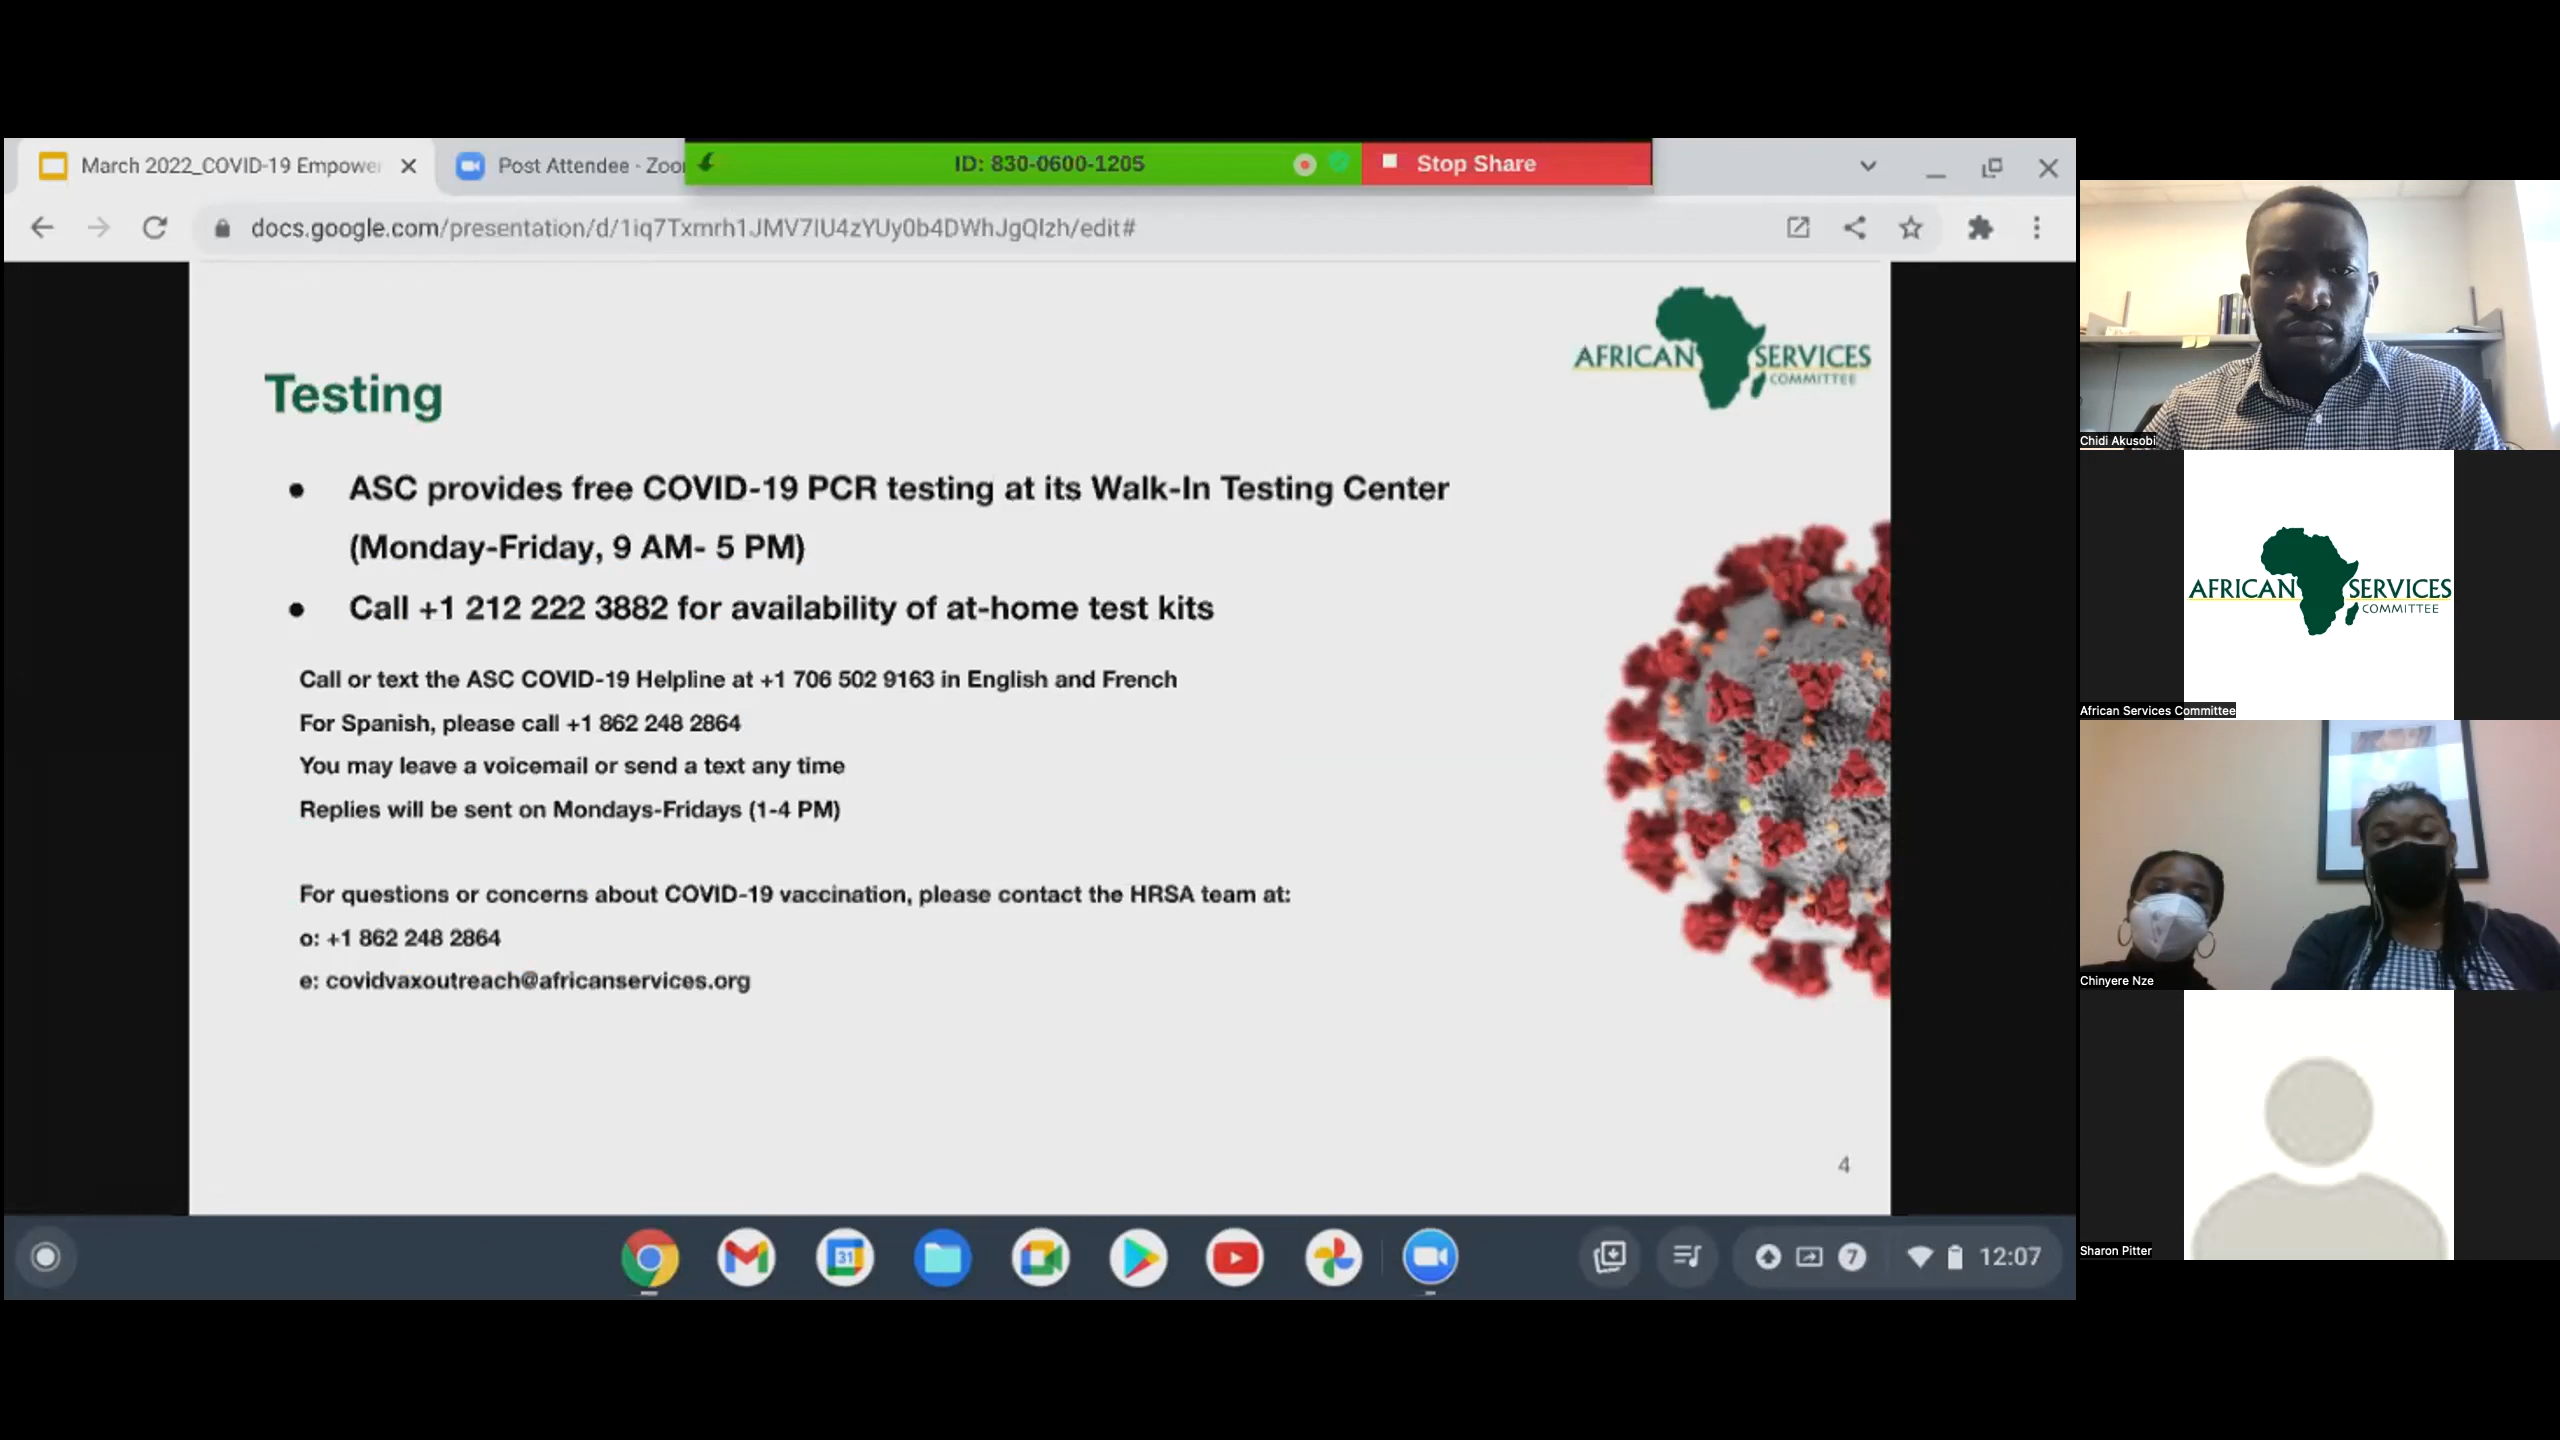 March 2022_COVID-19 Empowe
Post Attendee - Zoo
ID: 830-0600-1205
Stop Share
docs.google.com/presentation/d/1iq7Txmrh1JMV7lU4zYUy0b4DWhJgQlzh/edit#
AFRICAN SERVICES
COMMITTEE
Testing
● ASC provides free COVID-19 PCR testing at its Walk-In Testing Center
(Monday-Friday, 9 AM- 5 PM)
● Call +1 212 222 3882 for availability of at-home test kits
Call or text the ASC COVID-19 Helpline at +1 706 502 9163 in English and French
For Spanish, please call +1 862 248 2864
You may leave a voicemail or send a text any time
Replies will be sent on Mondays-Fridays (1-4 PM)
For questions or concerns about COVID-19 vaccination, please contact the HRSA team at:
o: +1 862 248 2864
e: covidvaxoutreach@africanservices.org
4
31
7
12:07
Chidi Akusobi
AFRICAN SERVICES
COMMITTEE
African Services Committee
Chinyere Nze
Sharon Pitter